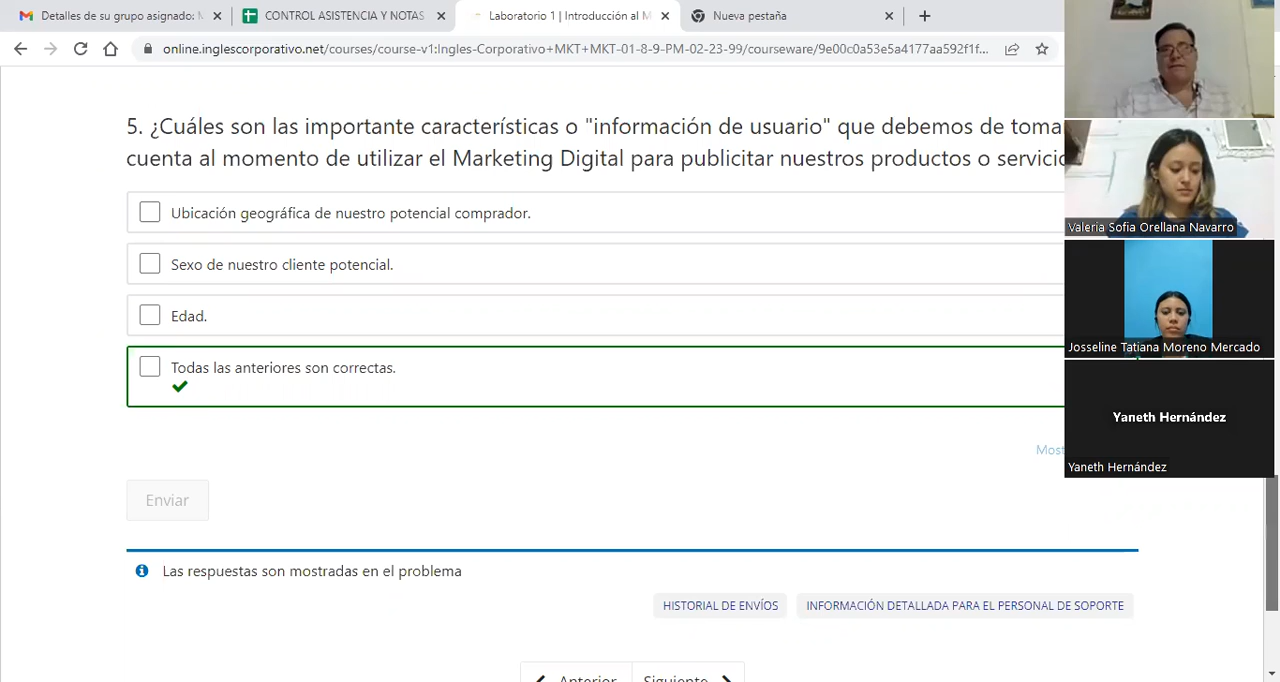 Detalles de su grupo asignado: M
CONTROL ASISTENCIA Y NOTAS
Laboratorio 1 | Introducción al M
Nueva pestaña
online.inglescorporativo.net/courses/course-v1:Ingles-Corporativo+MKT+MKT-01-8-9-PM-02-23-99/courseware/9e00c0a53e5a4177aa592f1f...
5. ¿Cuáles son las importante características o "información de usuario" que debemos de toma
cuenta al momento de utilizar el Marketing Digital para publicitar nuestros productos o servicio
Ubicación geográfica de nuestro potencial comprador.
Sexo de nuestro cliente potencial.
Edad.
Todas las anteriores son correctas.
Most
Enviar
Las respuestas son mostradas en el problema
HISTORIAL DE ENVÍOS
INFORMACIÓN DETALLADA PARA EL PERSONAL DE SOPORTE
Anterior
Siguiente
Valeria Sofia Orellana Navarro
Josseline Tatiana Moreno Mercado
Yaneth Hernández
Yaneth Hernández